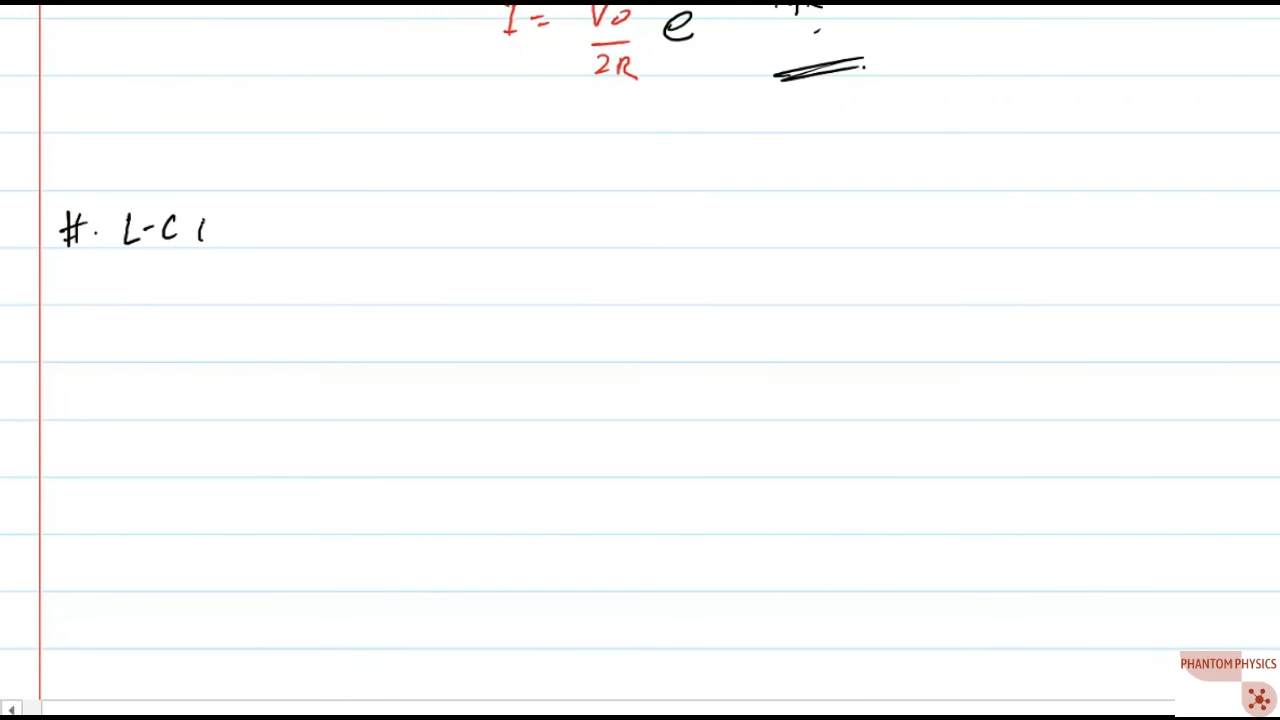 I = V0/2R e
#. L-C (
PHANTOM PHYSICS